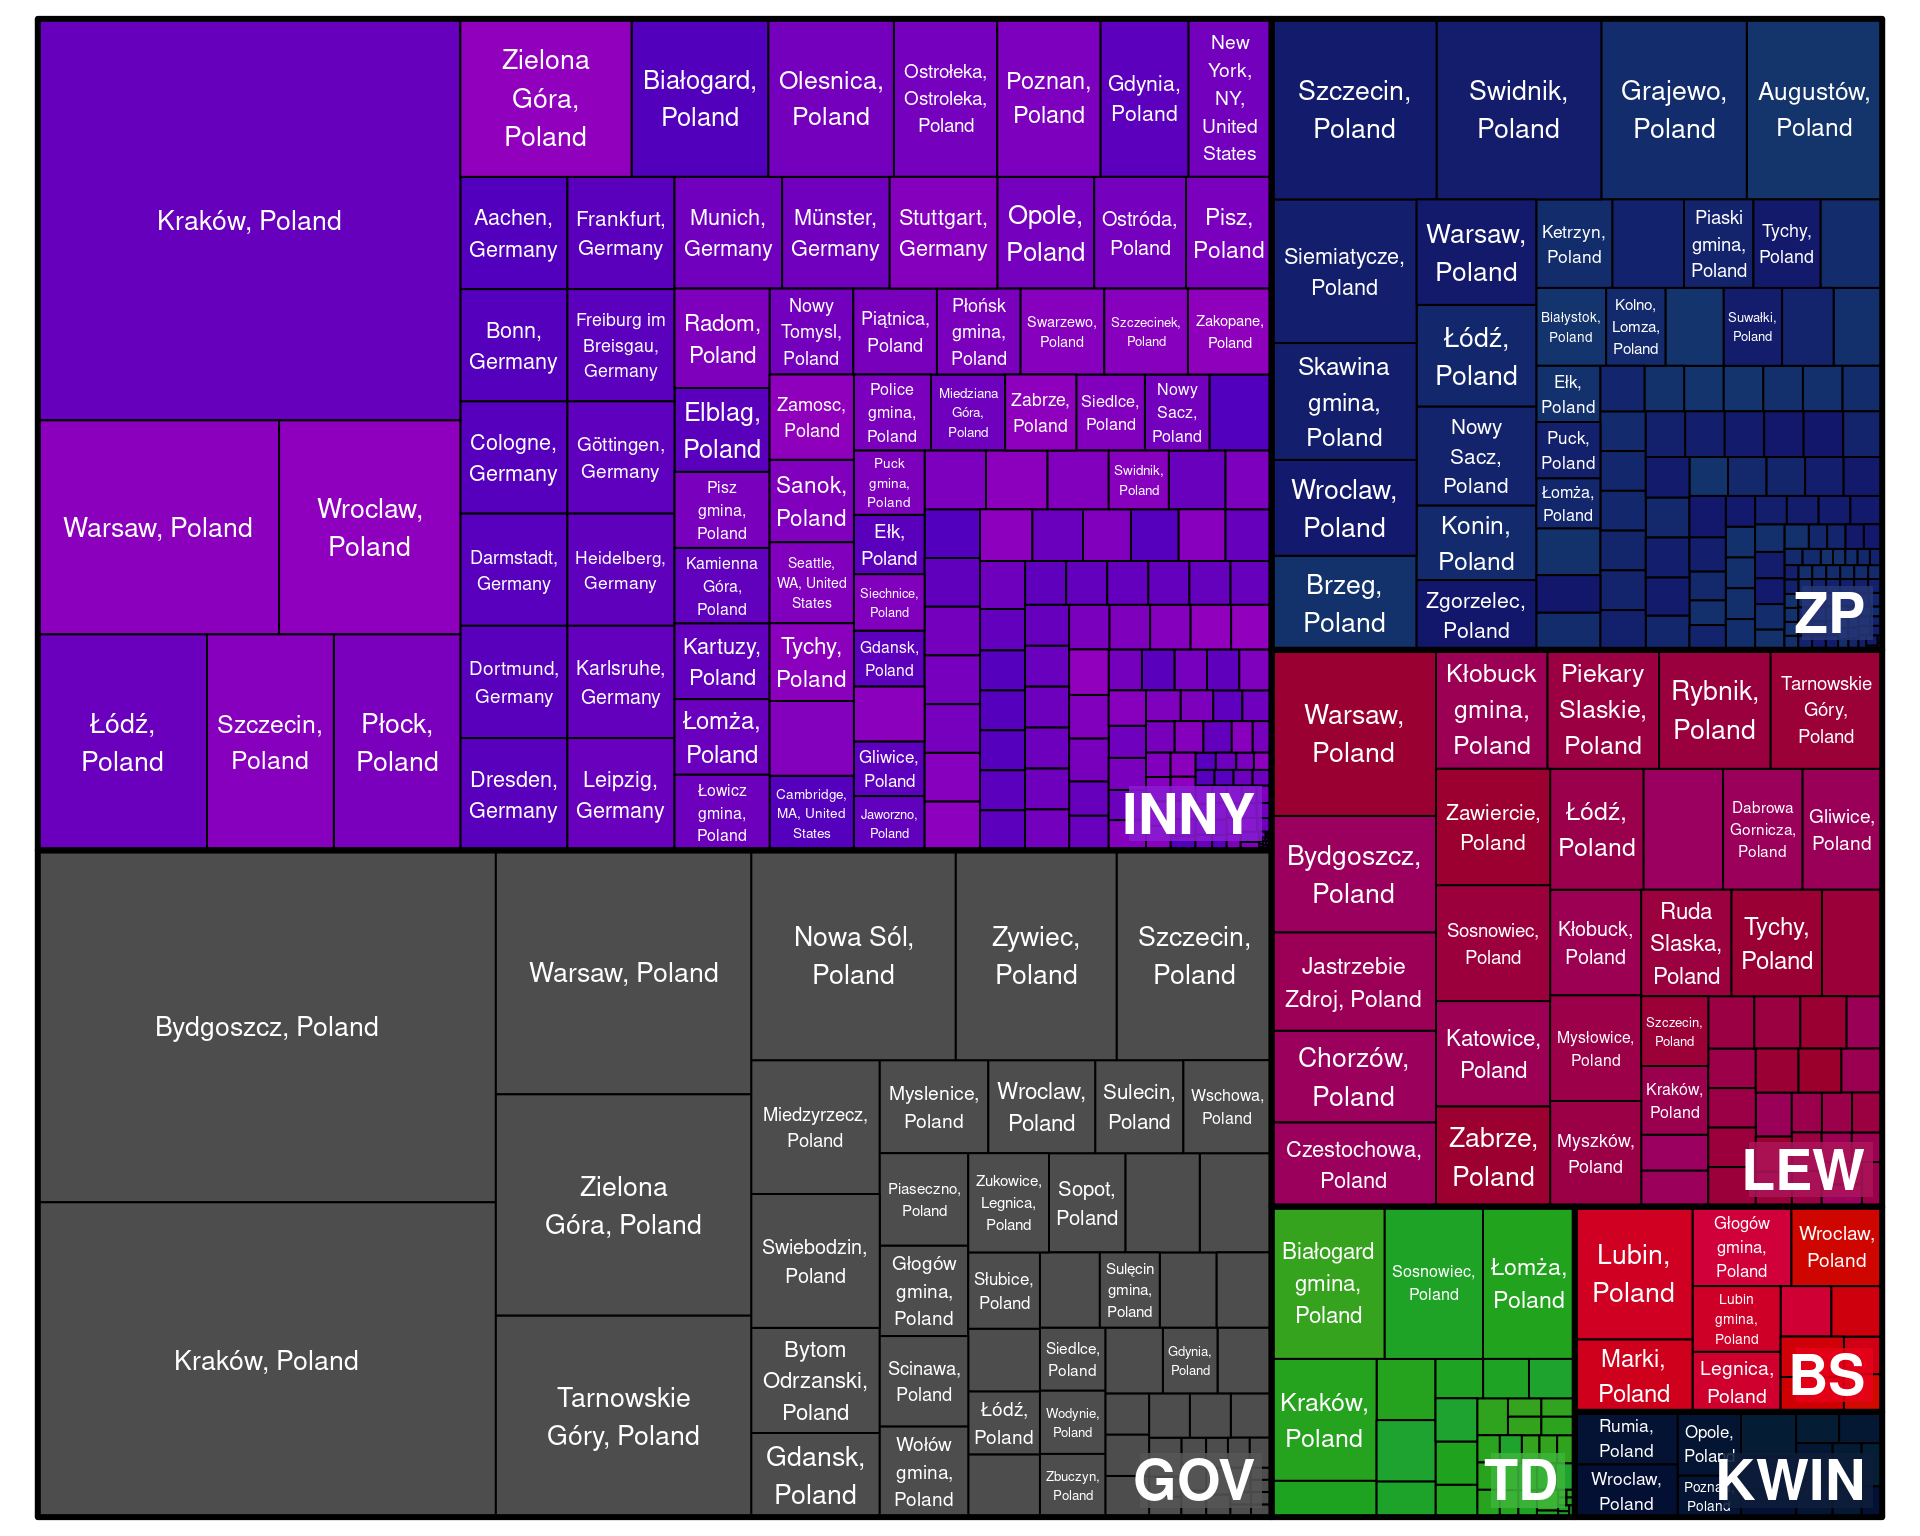 Kraków, Poland
Warsaw, Poland
Wroclaw,
Poland
Łódź,
Poland
Szczecin,
Poland
Płock,
Poland
Zielona
Góra,
Poland
Białogard,
Poland
Olesnica,
Poland
Ostrołeka,
Ostroleka,
Poland
Poznan,
Poland
Gdynia,
Poland
New
York,
NY,
United
States
Aachen,
Germany
Frankfurt,
Germany
Munich,
Germany
Münster,
Germany
Stuttgart,
Germany
Opole,
Poland
Ostróda,
Poland
Pisz,
Poland
Bonn,
Germany
Freiburg im
Breisgau,
Germany
Cologne,
Germany
Göttingen,
Germany
Darmstadt,
Germany
Heidelberg,
Germany
Dortmund,
Germany
Karlsruhe,
Germany
Dresden,
Germany
Leipzig,
Germany
Radom,
Poland
Elblag,
Poland
Pisz
gmina,
Poland
Kamienna
Góra,
Poland
Kartuzy,
Poland
Łomża,
Poland
Łowicz
gmina,
Poland
Nowy
Tomysl,
Poland
Piątnica,
Poland
Płońsk
gmina,
Poland
Swarzewo,
Poland
Szczecinek,
Poland
Zakopane,
Poland
Zamosc,
Poland
Sanok,
Poland
Seattle,
WA, United
States
Tychy,
Poland
Cambridge,
MA, United
States
Police
gmina,
Poland
Miedziana
Góra,
Poland
Zabrze,
Poland
Siedlce,
Poland
Nowy
Sacz,
Poland
Puck
gmina,
Poland
Swidnik,
Poland
Ełk,
Poland
Siechnice,
Poland
Gdansk,
Poland
Gliwice,
Poland
Jaworzno,
Poland
INNY
Szczecin,
Poland
Swidnik,
Poland
Grajewo,
Poland
Augustów,
Poland
Siemiatycze,
Poland
Skawina
gmina,
Poland
Wroclaw,
Poland
Brzeg,
Poland
Warsaw,
Poland
Łódź,
Poland
Nowy
Sacz,
Poland
Konin,
Poland
Zgorzelec,
Poland
Ketrzyn,
Poland
Piaski
gmina,
Poland
Tychy,
Poland
Białystok,
Poland
Kolno,
Lomza,
Poland
Suwałki,
Poland
Ełk,
Poland
Puck,
Poland
Łomża,
Poland
ZP
Warsaw,
Poland
Bydgoszcz,
Poland
Jastrzebie
Zdroj, Poland
Chorzów,
Poland
Czestochowa,
Poland
Kłobuck
gmina,
Poland
Piekary
Slaskie,
Poland
Rybnik,
Poland
Tarnowskie
Góry,
Poland
Zawiercie,
Poland
Sosnowiec,
Poland
Katowice,
Poland
Zabrze,
Poland
Łódź,
Poland
Dabrowa
Gornicza,
Poland
Gliwice,
Poland
Kłobuck,
Poland
Mysłowice,
Poland
Myszków,
Poland
Ruda
Slaska,
Poland
Tychy,
Poland
Szczecin,
Poland
Kraków,
Poland
LEW
Bydgoszcz, Poland
Kraków, Poland
Warsaw, Poland
Zielona
Góra, Poland
Tarnowskie
Góry, Poland
Nowa Sól,
Poland
Zywiec,
Poland
Szczecin,
Poland
Miedzyrzecz,
Poland
Swiebodzin,
Poland
Bytom
Odrzanski,
Poland
Gdansk,
Poland
Myslenice,
Poland
Wroclaw,
Poland
Sulecin,
Poland
Wschowa,
Poland
Piaseczno,
Poland
Głogów
gmina,
Poland
Scinawa,
Poland
Wołów
gmina,
Poland
Zukowice,
Legnica,
Poland
Sopot,
Poland
Słubice,
Poland
Sulęcin
gmina,
Poland
Łódź,
Poland
Siedlce,
Poland
Gdynia,
Poland
Wodynie,
Poland
Zbuczyn,
Poland
GOV
Białogard
gmina,
Poland
Sosnowiec,
Poland
Łomża,
Poland
Kraków,
Poland
TD
Lubin,
Poland
Marki,
Poland
Głogów
gmina,
Poland
Wroclaw,
Poland
Lubin
gmina,
Poland
Legnica,
Poland
BS
Rumia,
Poland
Wroclaw,
Poland
Opole,
Poland
Poznan,
Poland
KWIN